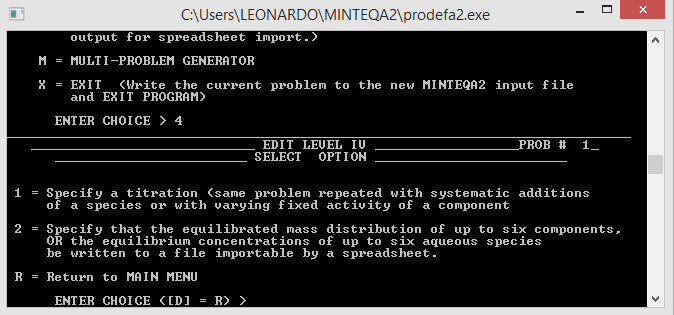 C:\Users\LEONARDO\MINTEQA2\prodefa2.exe
output for spreadsheet import.)
M = MULTI-PROBLEM GENERATOR
X = EXIT (Write the current problem to the new MINTEQA2 input file
and EXIT PROGRAM)
ENTER CHOICE > 4
EDIT LEVEL IV PROB # 1_
SELECT OPTION
1 = Specify a titration (same problem repeated with systematic additions
of a species or with varying fixed activity of a component
2 = Specify that the equilibrated mass distribution of up to six components,
OR the equilibrium concentrations of up to six aqueous species
be written to a file importable by a spreadsheet.
R = Return to MAIN MENU
ENTER CHOICE ([D] = R) >